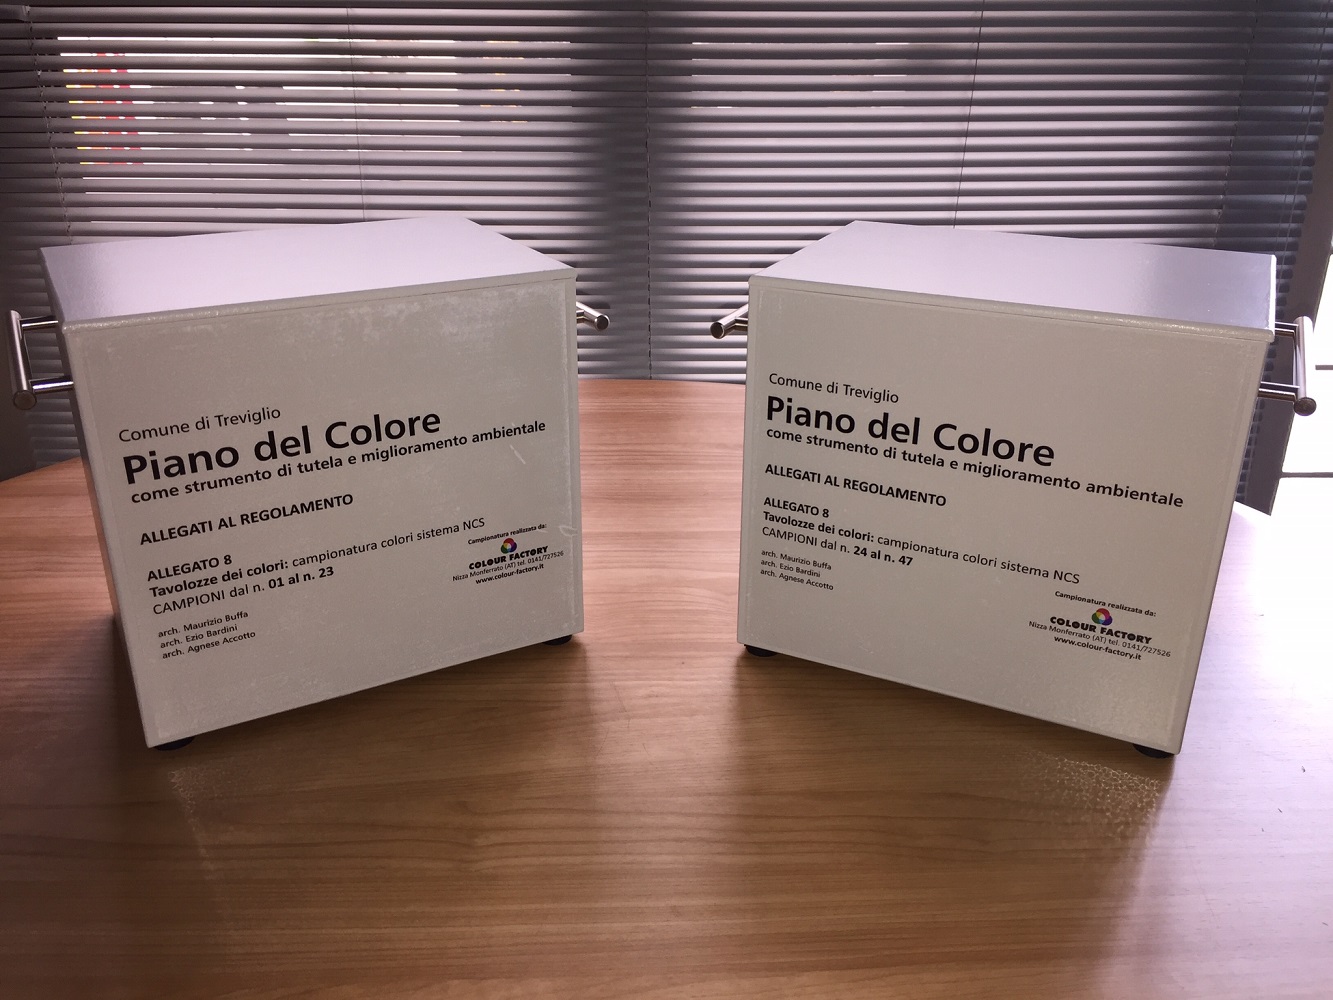 Comune di Treviglio
Piano del Colore
come strumento di tutela e miglioramento ambientale
ALLEGATI AL REGOLAMENTO
ALLEGATO 8
Tavolozze dei colori: campionatura colori sistema NCS
CAMPIONI dal n. 01 al n. 23
arch. Maurizio Buffa
arch. Ezio Bardini
arch. Agnese Accotto
Campionatura realizzata da:
COLOUR FACTORY
Nizza Monferrato (AT) tel. 0141/727526
www.colour-factory.it
Comune di Treviglio
Piano del Colore
come strumento di tutela e miglioramento ambientale
ALLEGATI AL REGOLAMENTO
ALLEGATO 8
Tavolozze dei colori: campionatura colori sistema NCS
CAMPIONI dal n. 24 al n. 47
arch. Maurizio Buffa
arch. Ezio Bardini
arch. Agnese Accotto
Campionatura realizzata da:
COLOUR FACTORY
Nizza Monferrato (AT) tel. 0141/727526
www.colour-factory.it